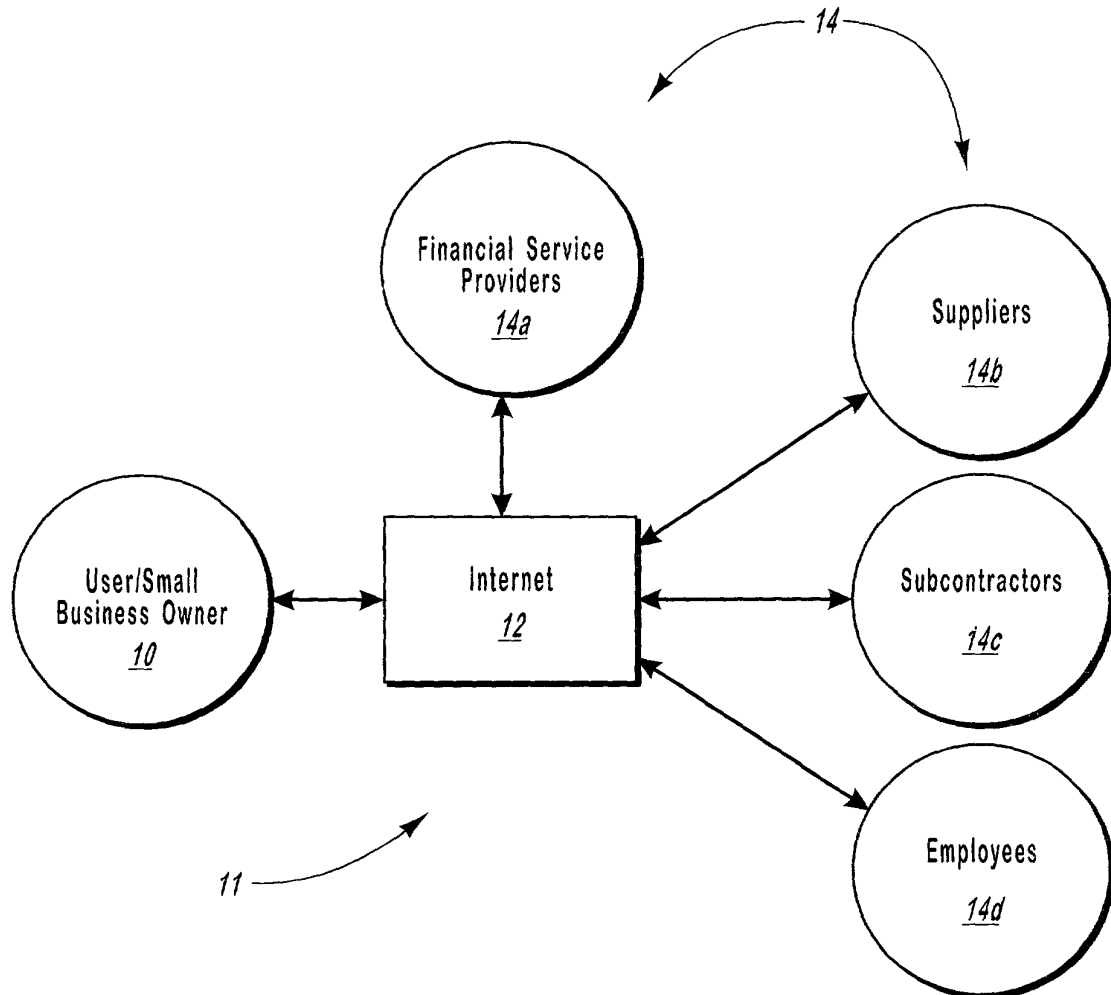 14
Financial Service
Providers
14a
Suppliers
14b
User/Small
Business Owner
10
Internet
12
Subcontractors
14c
Employees
14d
11